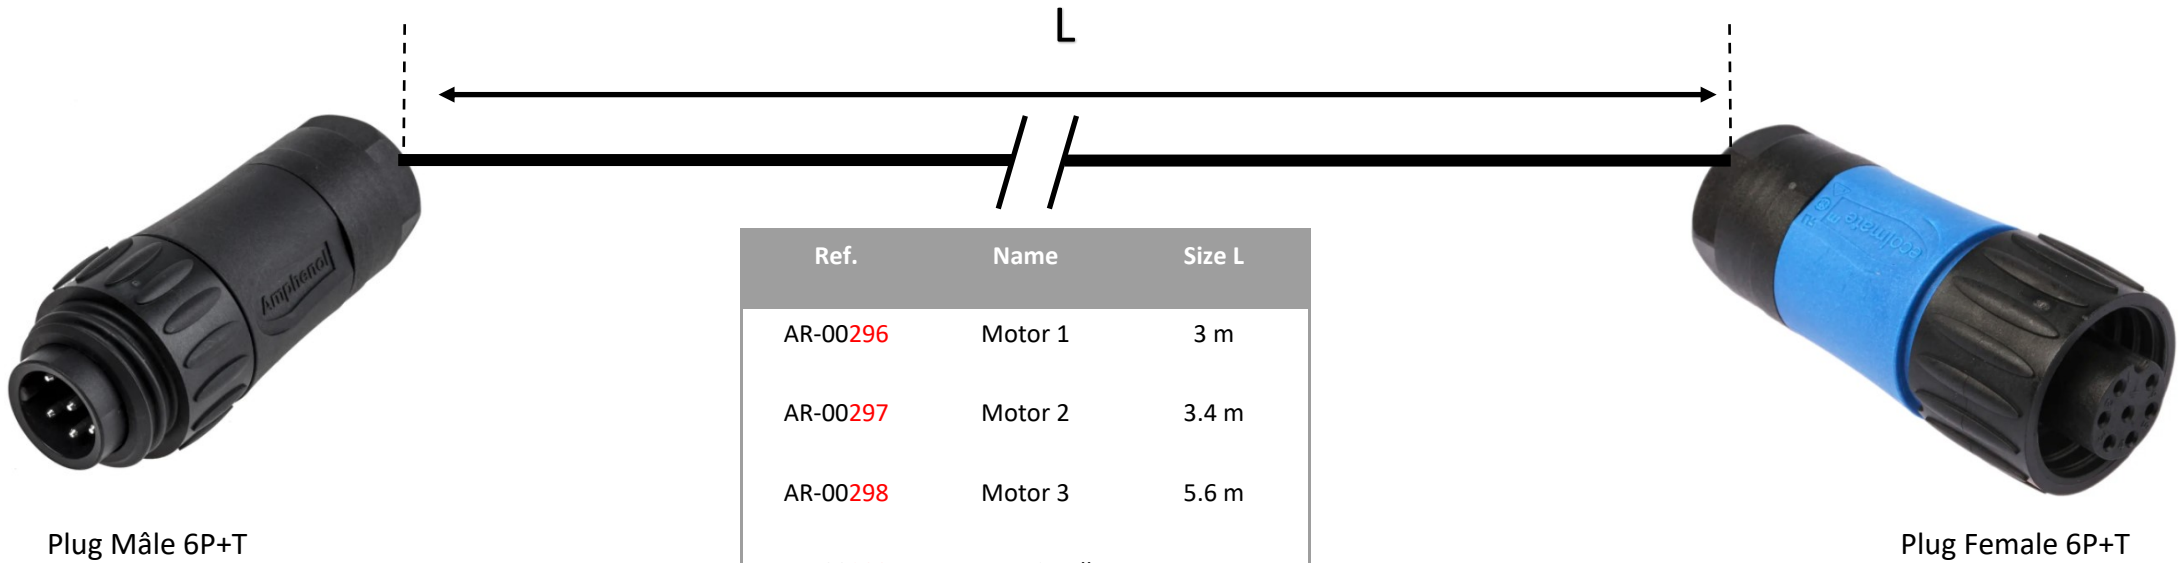 L
Amphenol
ecomate
Ref. Name Size L
AR-00296 Motor 1 3 m
AR-00297 Motor 2 3.4 m
AR-00298 Motor 3 5.6 m
Plug Mâle 6P+T
Plug Female 6P+T